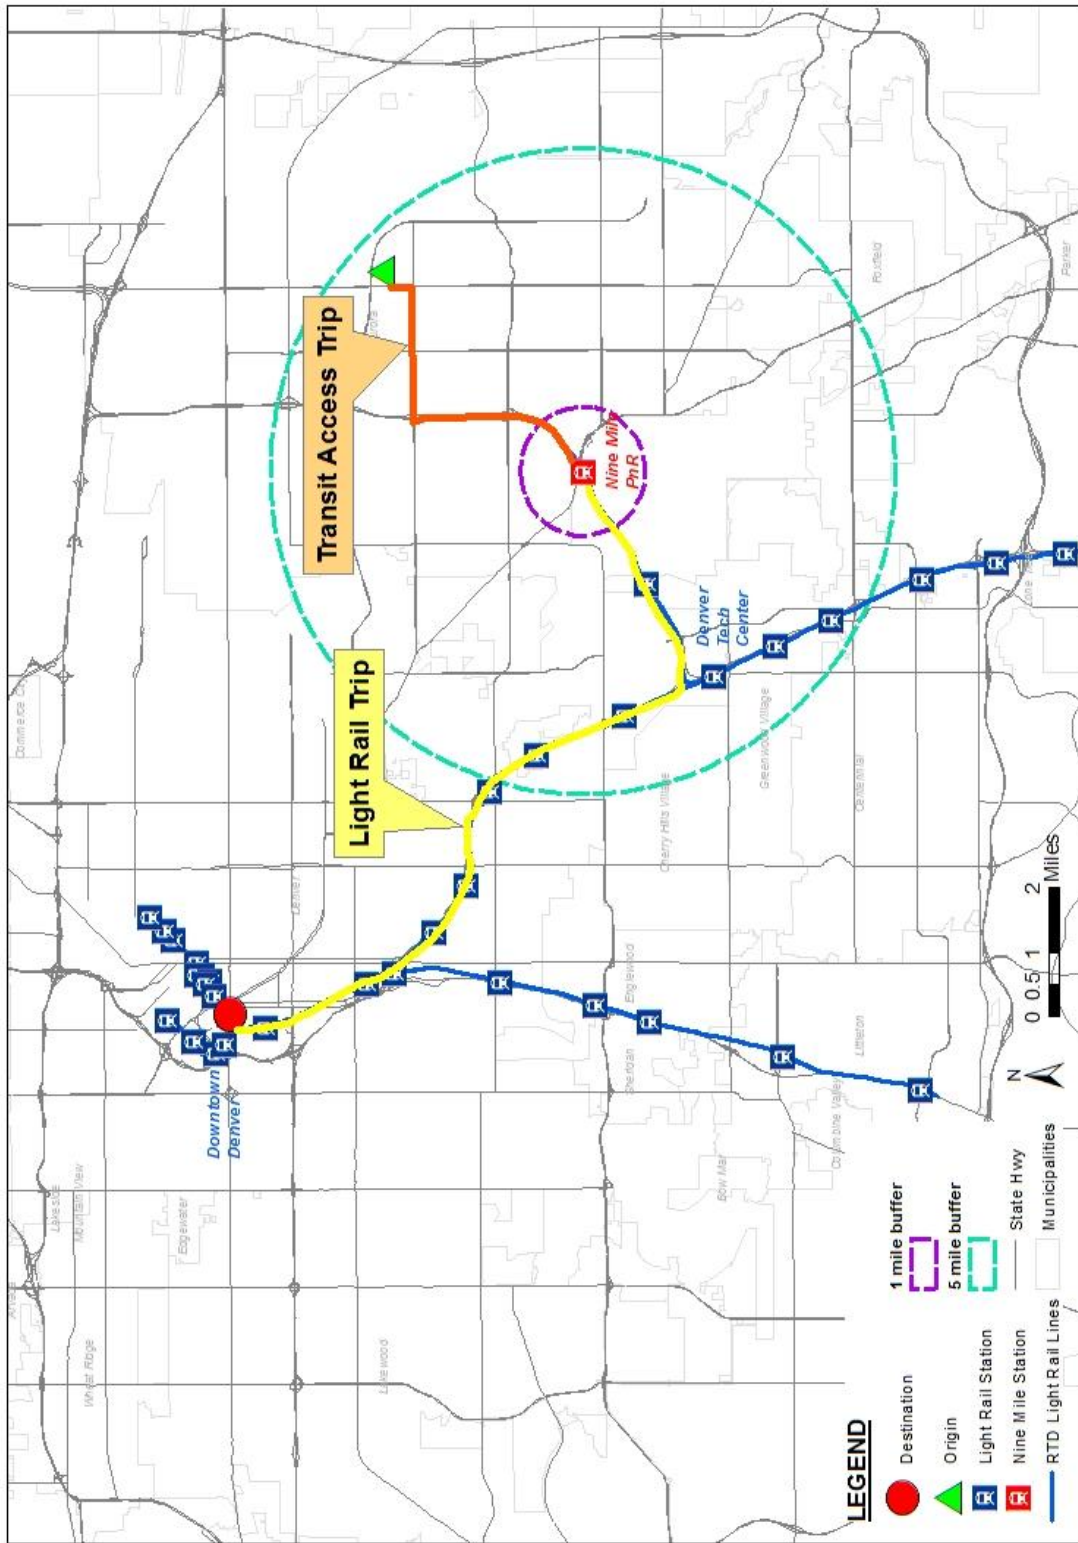 Commerce City
Lakeside
Mountain View
Wheat Ridge
Edgewater
Downtown
Denver
Denver
Transit Access Trip
Light Rail Trip
Lakewood
Nine Mile
PnR
Denver
Tech
Center
Sheridan
Englewood
Cherry Hills Village
Greenwood Village
Bow Mar
Columbine Valley
Littleton
Centennial
Foxfield
Parker
LEGEND
Destination
Origin
Light Rail Station
Nine Mile Station
RTD Light Rail Lines
1 mile buffer
5 mile buffer
State Hwy
Municipalities
N
0 0.5 1 2
Miles